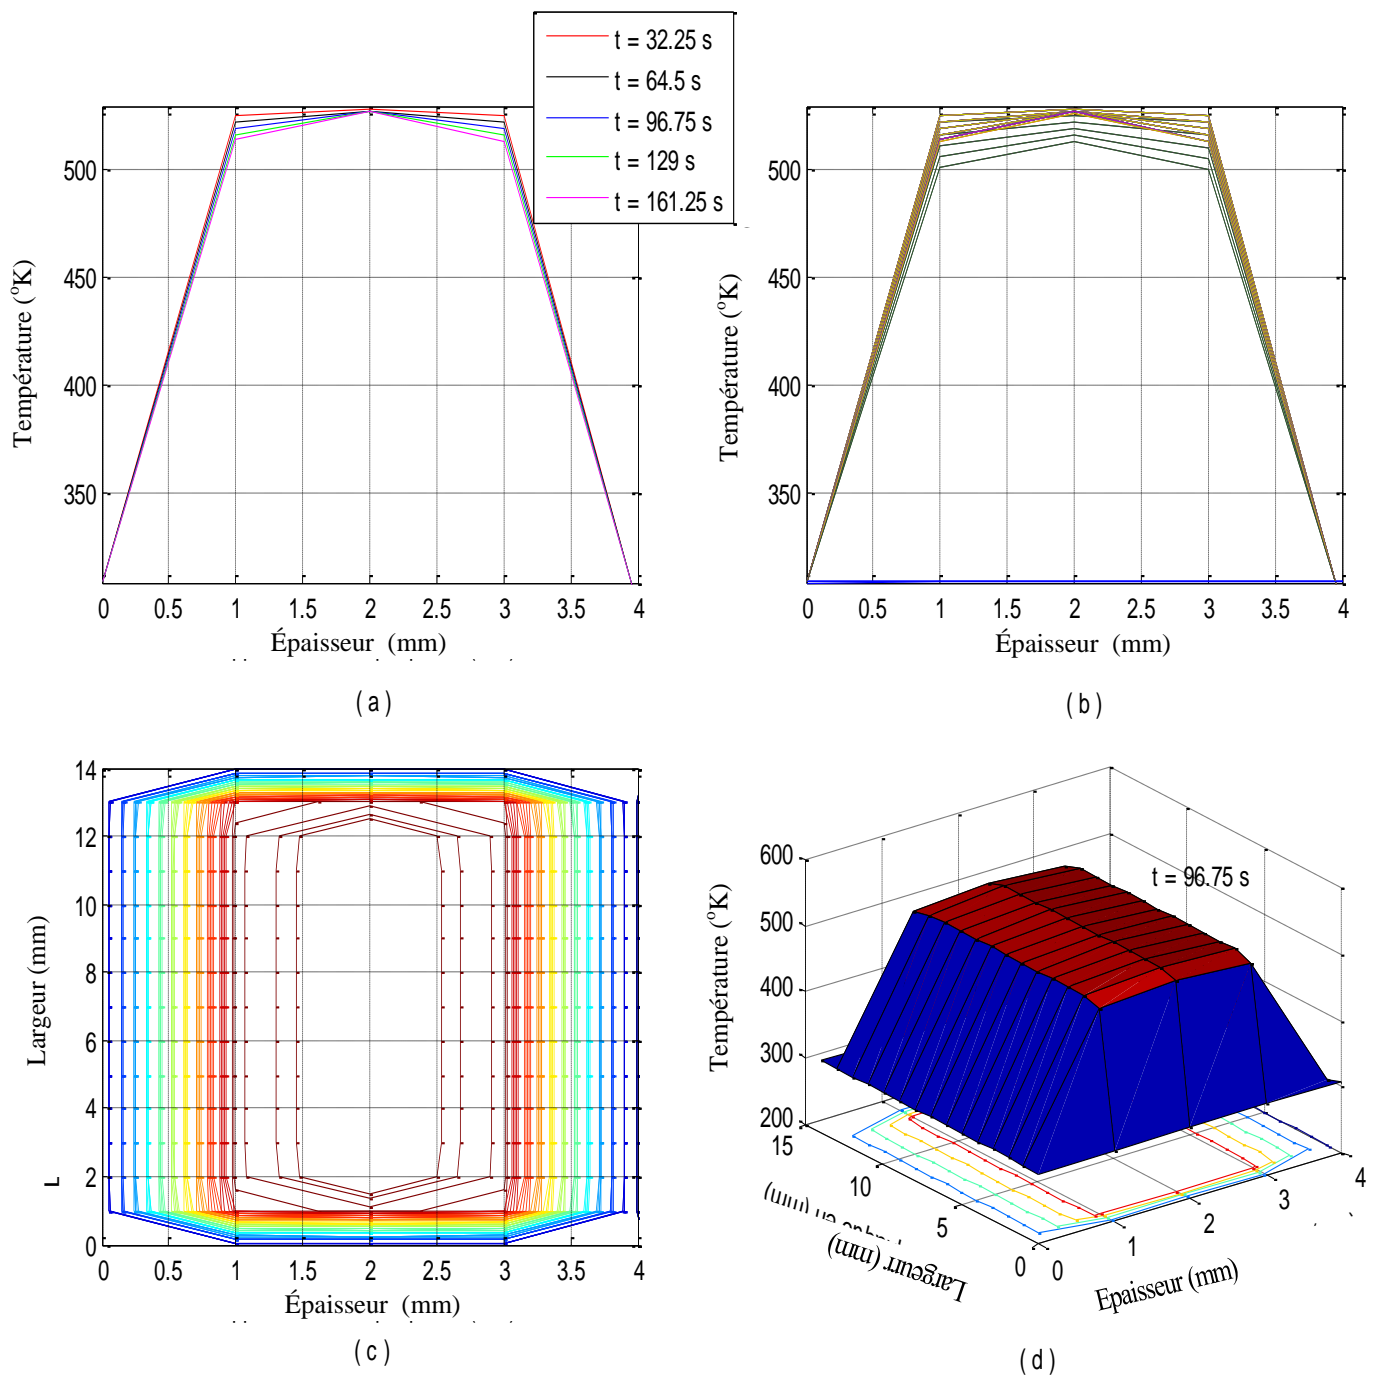 t = 32.25 s
t = 64.5 s
t = 96.75 s
t = 129 s
t = 161.25 s
500
450
400
350
Température (°K)
0 0.5 1 1.5 2 2.5 3 3.5 4
Épaisseur (mm)
( a )
500
450
400
350
Température (°K)
0 0.5 1 1.5 2 2.5 3 3.5 4
Épaisseur (mm)
( b )
14
12
10
8
6
4
2
0
Largeur (mm)
L
0 0.5 1 1.5 2 2.5 3 3.5 4
Épaisseur (mm)
( c )
t = 96.75 s
600
500
400
300
200
Température (°K)
15
10
5
0
Largeurr (mm)
0
1
2
3
4
Epaisseur (mm)
( d )